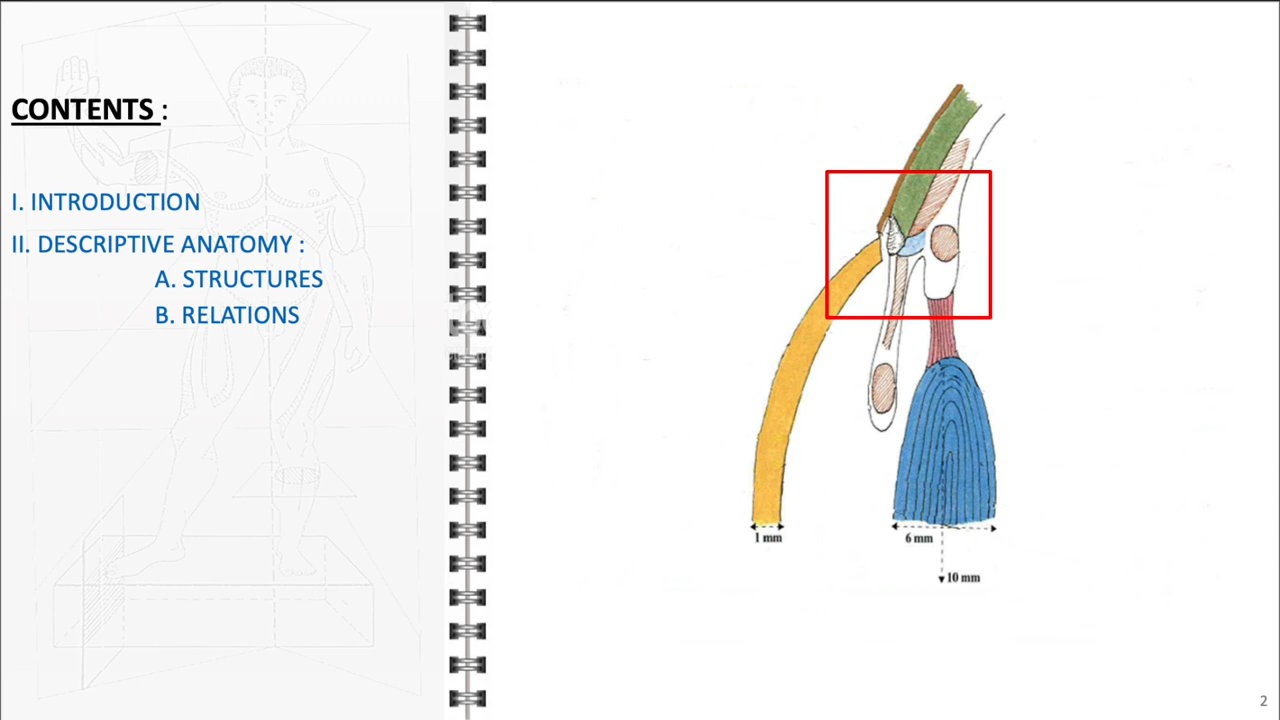 CONTENTS :
I. INTRODUCTION
II. DESCRIPTIVE ANATOMY :
A. STRUCTURES
B. RELATIONS
1 mm
6 mm
10 mm
2